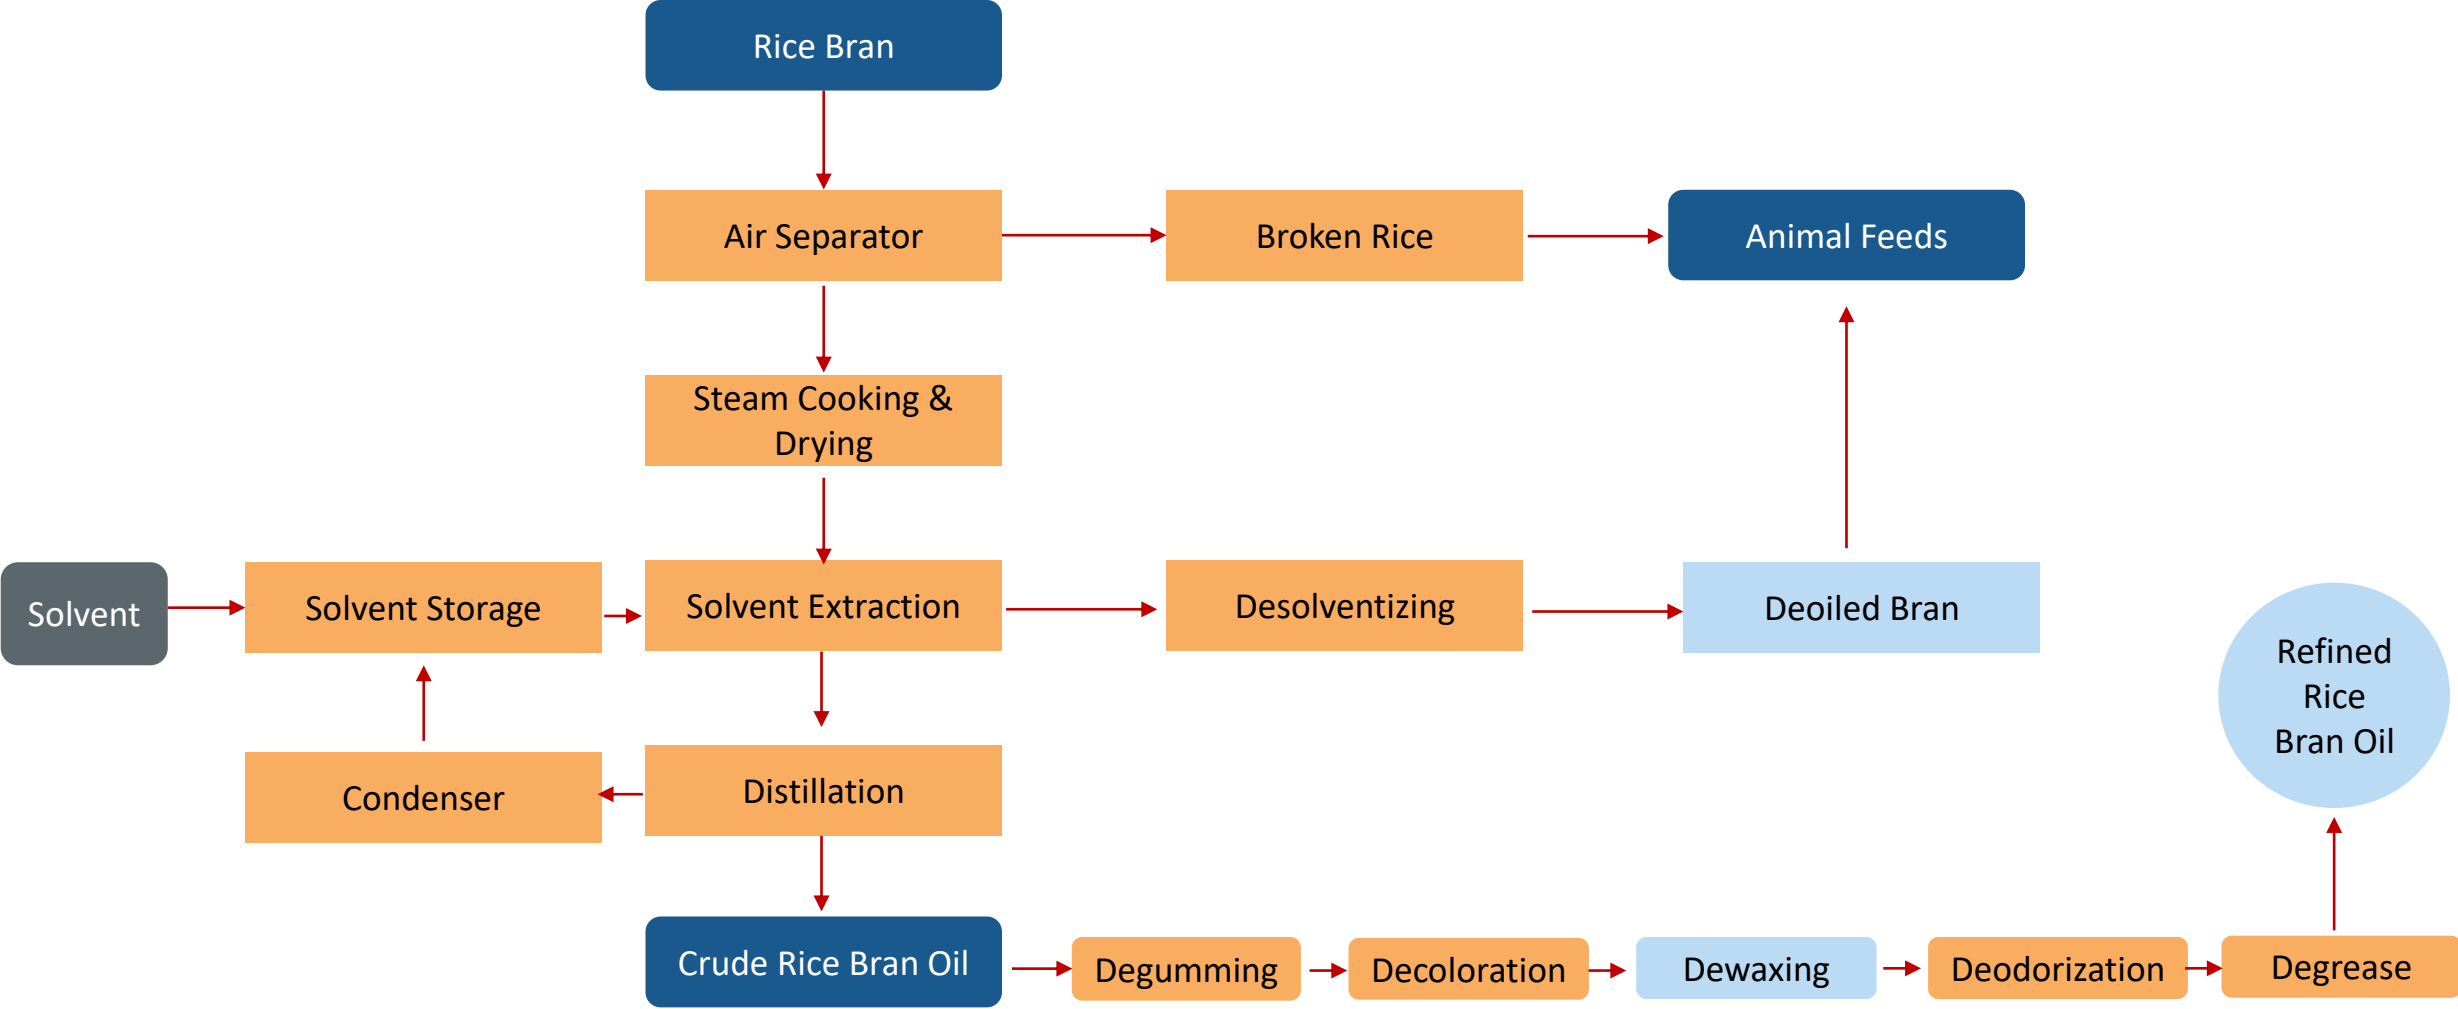 Rice Bran
Air Separator
Broken Rice
Animal Feeds
Steam Cooking &
Drying
Solvent
Solvent Storage
Solvent Extraction
Desolventizing
Deoiled Bran
Refined
Rice
Bran Oil
Condenser
Distillation
Crude Rice Bran Oil
Degumming
Decoloration
Dewaxing
Deodorization
Degrease